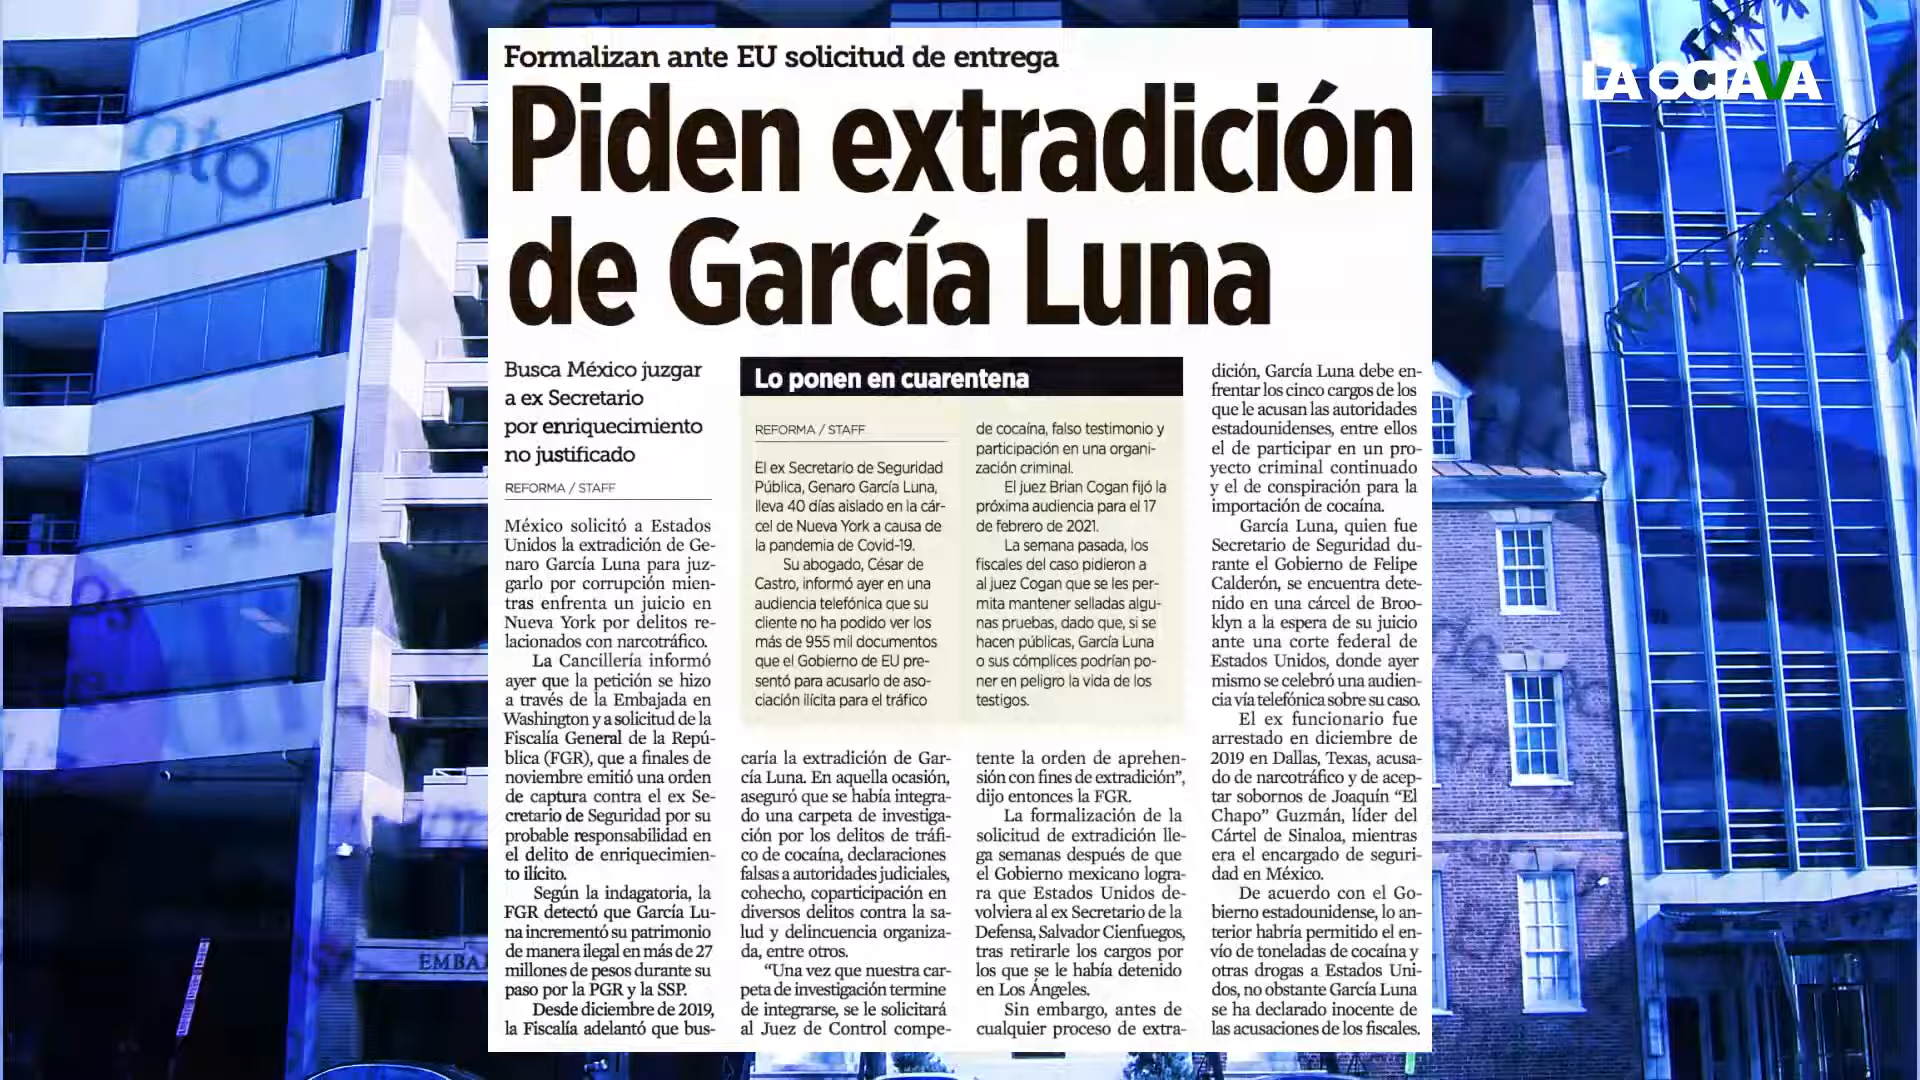 LA OCTAVA
Formalizan ante EU solicitud de entrega
Piden extradición
de García Luna
Busca México juzgar
a ex Secretario
por enriquecimiento
no justificado
REFORMA / STAFF
México solicitó a Estados
Unidos la extradición de Ge-
naro García Luna para juz-
garlo por corrupción mien-
tras enfrenta un juicio en
Nueva York por delitos re-
lacionados con narcotráfico.
La Cancillería informó
ayer que la petición se hizo
a través de la Embajada en
Washington y a solicitud de la
Fiscalía General de la Repú-
blica (FGR), que a finales de
noviembre emitió una orden
de captura contra el ex Se-
cretario de Seguridad por su
probable responsabilidad en
el delito de enriquecimien-
to ilícito.
Según la indagatoria, la
FGR detectó que García Lu-
na incrementó su patrimonio
de manera ilegal en más de 27
millones de pesos durante su
paso por la PGR y la SSP.
Desde diciembre de 2019,
la Fiscalía adelantó que bus-
Lo ponen en cuarentena
REFORMA / STAFF
El ex Secretario de Seguridad
Pública, Genaro García Luna,
lleva 40 días aislado en la cár-
cel de Nueva York a causa de
la pandemia de Covid-19.
Su abogado, César de
Castro, informó ayer en una
audiencia telefónica que su
cliente no ha podido ver los
más de 955 mil documentos
que el Gobierno de EU pre-
sentó para acusarlo de aso-
ciación ilícita para el tráfico
de cocaína, falso testimonio y
participación en una organi-
zación criminal.
El juez Brian Cogan fijó la
próxima audiencia para el 17
de febrero de 2021.
La semana pasada, los
fiscales del caso pidieron a
al juez Cogan que se les per-
mita mantener selladas algu-
nas pruebas, dado que, si se
hacen públicas, García Luna
o sus cómplices podrían po-
ner en peligro la vida de los
testigos.
caría la extradición de Gar-
cía Luna. En aquella ocasión,
aseguró que se había integra-
do una carpeta de investiga-
ción por los delitos de tráfi-
co de cocaína, declaraciones
falsas a autoridades judiciales,
cohecho, coparticipación en
diversos delitos contra la sa-
lud y delincuencia organiza-
da, entre otros.
"Una vez que nuestra car-
peta de investigación termine
de integrarse, se le solicitará
al Juez de Control compe-
tente la orden de aprehen-
sión con fines de extradición",
dijo entonces la FGR.
La formalización de la
solicitud de extradición lle-
ga semanas después de que
el Gobierno mexicano logra-
ra que Estados Unidos de-
volviera al ex Secretario de la
Defensa, Salvador Cienfuegos,
tras retirarle los cargos por
los que se le había detenido
en Los Ángeles.
Sin embargo, antes de
cualquier proceso de extra-
dición, García Luna debe en-
frentar los cinco cargos de los
que le acusan las autoridades
estadounidenses, entre ellos
el de participar en un pro-
yecto criminal continuado
y el de conspiración para la
importación de cocaína.
García Luna, quien fue
Secretario de Seguridad du-
rante el Gobierno de Felipe
Calderón, se encuentra dete-
nido en una cárcel de Broo-
klyn a la espera de su juicio
ante una corte federal de
Estados Unidos, donde ayer
mismo se celebró una audien-
cia vía telefónica sobre su caso.
El ex funcionario fue
arrestado en diciembre de
2019 en Dallas, Texas, acusa-
do de narcotráfico y de acep-
tar sobornos de Joaquín "El
Chapo" Guzmán, líder del
Cártel de Sinaloa, mientras
era el encargado de seguri-
dad en México.
De acuerdo con el Go-
bierno estadounidense, lo an-
terior habría permitido el en-
vío de toneladas de cocaína y
otras drogas a Estados Uni-
dos, no obstante García Luna
se ha declarado inocente de
las acusaciones de los fiscales.
EMBA